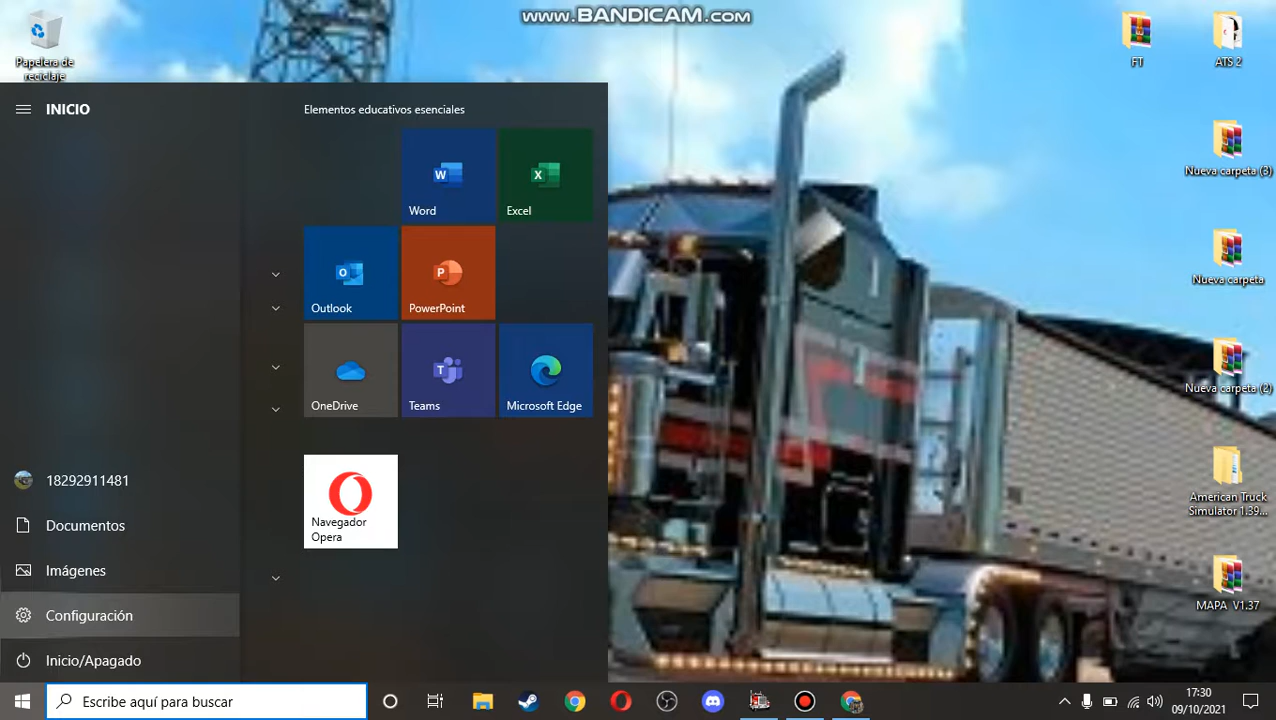 www.BANDICAM.com
Papelera de
reciclaje
FT
ATS 2
Nueva carpeta (3)
Nueva carpeta
Nueva carpeta (2)
American Truck
Simulator 1.39...
MAPA V1.37
INICIO
Elementos educativos esenciales
Word
Excel
Outlook
PowerPoint
OneDrive
Teams
Microsoft Edge
Navegador
Opera
18292911481
Documentos
Imágenes
Configuración
Inicio/Apagado
Escribe aquí para buscar
17:30
09/10/2021